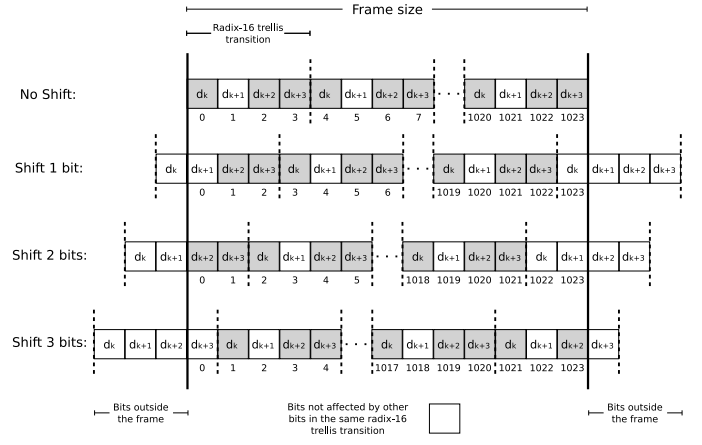 Frame size
Radix-16 trellis
transition
No Shift:
dk dk+1 dk+2 dk+3 dk dk+1 dk+2 dk+3 · · · dk dk+1 dk+2 dk+3
0 1 2 3 4 5 6 7 1020 1021 1022 1023
Shift 1 bit:
dk dk+1 dk+2 dk+3 dk dk+1 dk+2 dk+3 · · · dk dk+1 dk+2 dk+3 dk dk+1 dk+2 dk+3
0 1 2 3 4 5 6 1019 1020 1021 1022 1023
Shift 2 bits:
dk dk+1 dk+2 dk+3 dk dk+1 dk+2 dk+3 · · · dk dk+1 dk+2 dk+3 dk dk+1 dk+2 dk+3
0 1 2 3 4 5 1018 1019 1020 1021 1022 1023
Shift 3 bits:
dk dk+1 dk+2 dk+3 dk dk+1 dk+2 dk+3 · · · dk dk+1 dk+2 dk+3 dk dk+1 dk+2 dk+3
0 1 2 3 4 1017 1018 1019 1020 1021 1022 1023
Bits outside
the frame
Bits not affected by other
bits in the same radix-16
trellis transition
Bits outside
the frame